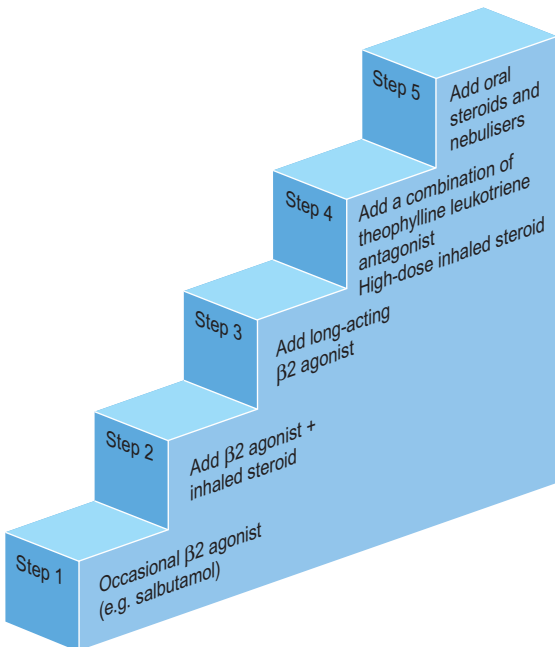 Step 5
Add oral
steroids and
nebulisers
Step 4
Add a combination of
theophylline leukotriene
antagonist
High-dose inhaled steroid
Step 3
Add long-acting
β2 agonist
Step 2
Add β2 agonist +
inhaled steroid
Step 1
Occasional β2 agonist
(e.g. salbutamol)